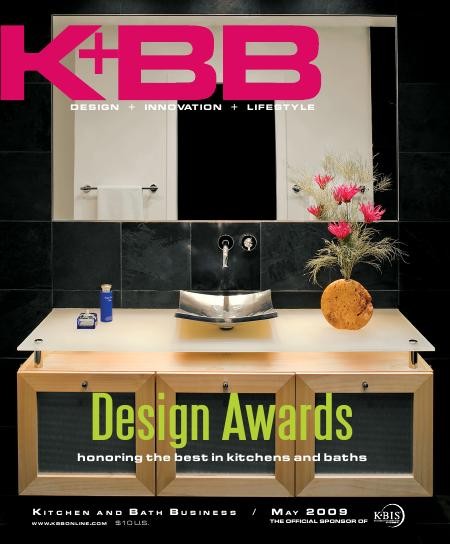 K+BB
DESIGN + INNOVATION + LIFESTYLE
Design Awards
honoring the best in kitchens and baths
KITCHEN AND BATH BUSINESS / MAY 2009
WWW.KBBONLINE.COM $10 U.S. THE OFFICIAL SPONSOR OF K·BIS